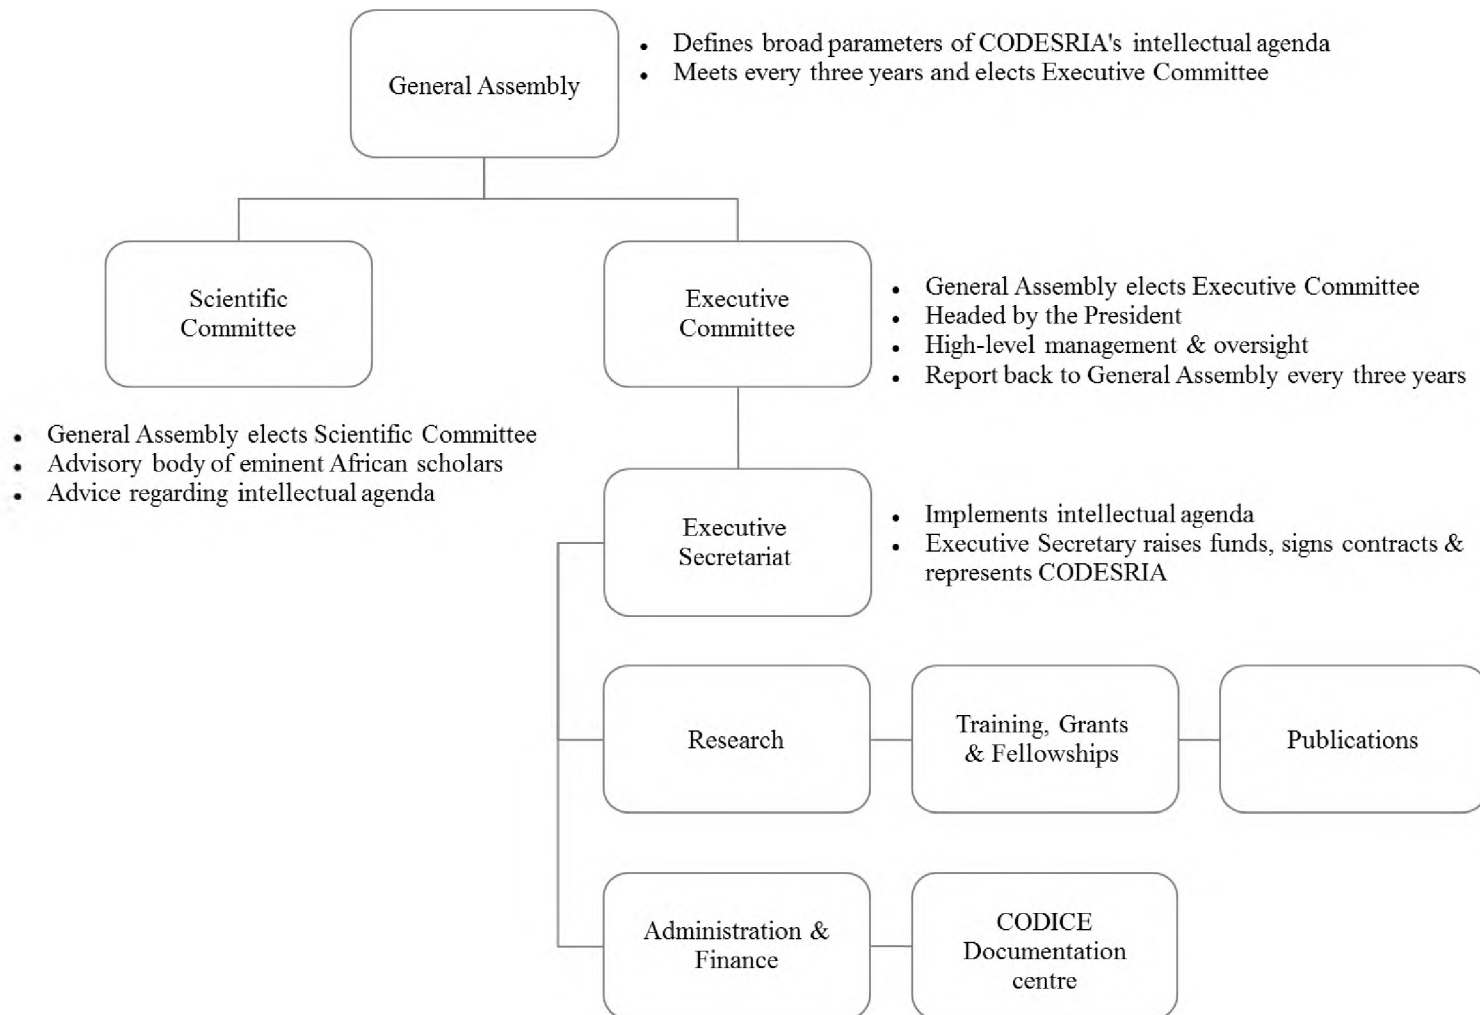 General Assembly
• Defines broad parameters of CODESRIA's intellectual agenda
• Meets every three years and elects Executive Committee
Scientific
Committee
Executive
Committee
• General Assembly elects Executive Committee
• Headed by the President
• High-level management & oversight
• Report back to General Assembly every three years
• General Assembly elects Scientific Committee
• Advisory body of eminent African scholars
• Advice regarding intellectual agenda
Executive
Secretariat
• Implements intellectual agenda
• Executive Secretary raises funds, signs contracts &
represents CODESRIA
Research
Training, Grants
& Fellowships
Publications
Administration &
Finance
CODICE
Documentation
centre